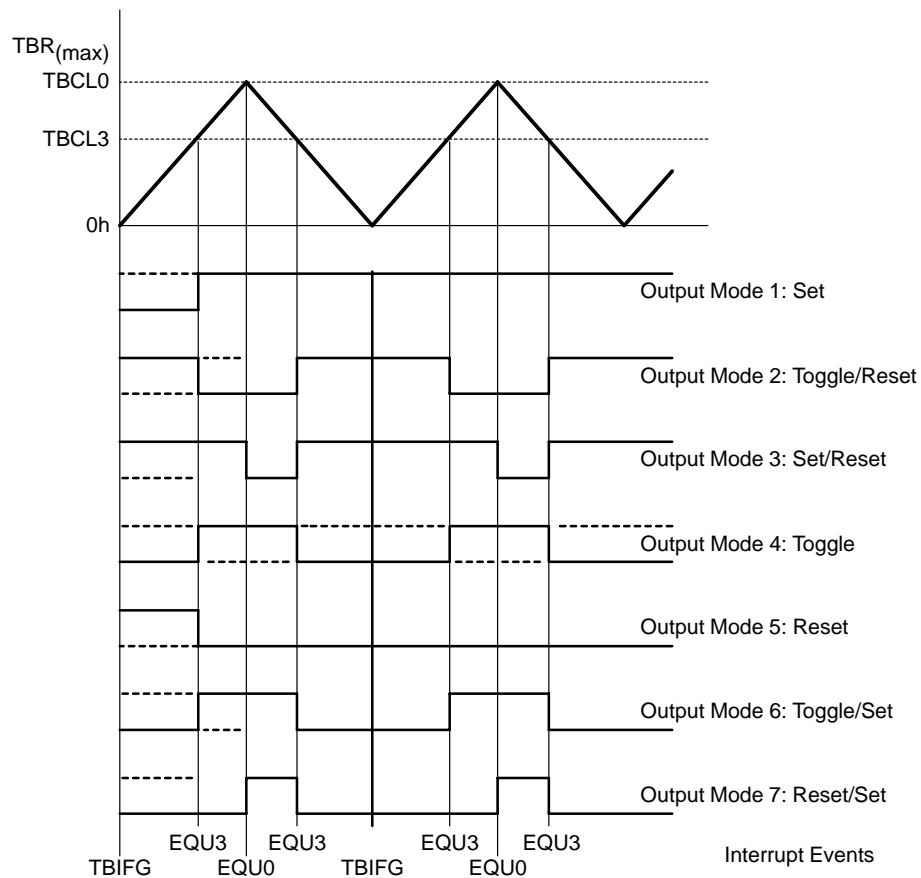 TBR(max)
TBCL0
TBCL3
0h
Output Mode 1: Set
Output Mode 2: Toggle/Reset
Output Mode 3: Set/Reset
Output Mode 4: Toggle
Output Mode 5: Reset
Output Mode 6: Toggle/Set
Output Mode 7: Reset/Set
EQU3 EQU3 EQU3 EQU3
TBIFG EQU0 TBIFG EQU0
Interrupt Events